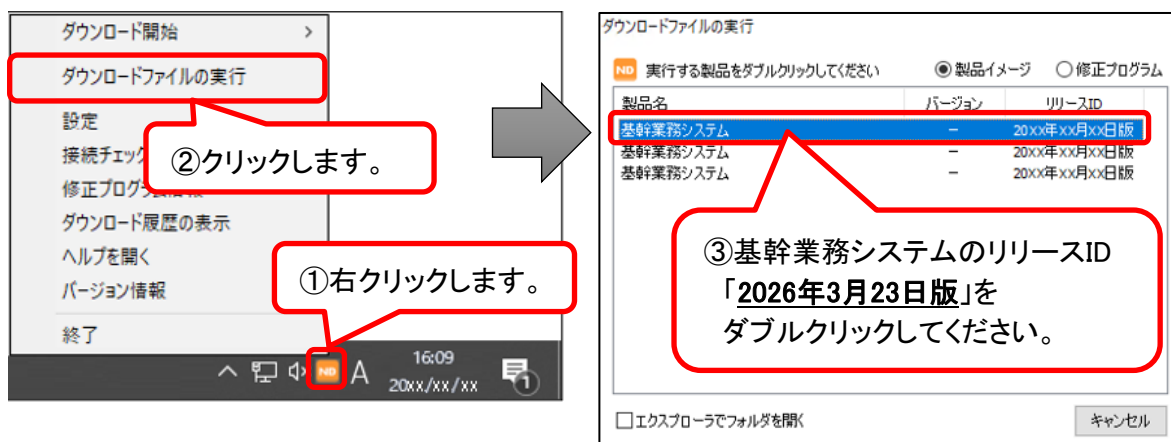 ダウンロード開始 >
ダウンロードファイルの実行
設定
接続チェック
②クリックします。
修正プログラム情報
ダウンロード履歴の表示
ヘルプを開く
バージョン情報
①右クリックします。
終了
ND A 16:09
20xx/xx/xx
1
ダウンロードファイルの実行
ND 実行する製品をダブルクリックしてください 製品イメージ 修正プログラム
製品名 バージョン リリースID
基幹業務システム − 20xx年xx月xx日版
基幹業務システム − 20xx年xx月xx日版
基幹業務システム − 20xx年xx月xx日版
③基幹業務システムのリリースID
「2026年3月23日版」を
ダブルクリックしてください。
エクスプローラでフォルダを開く キャンセル